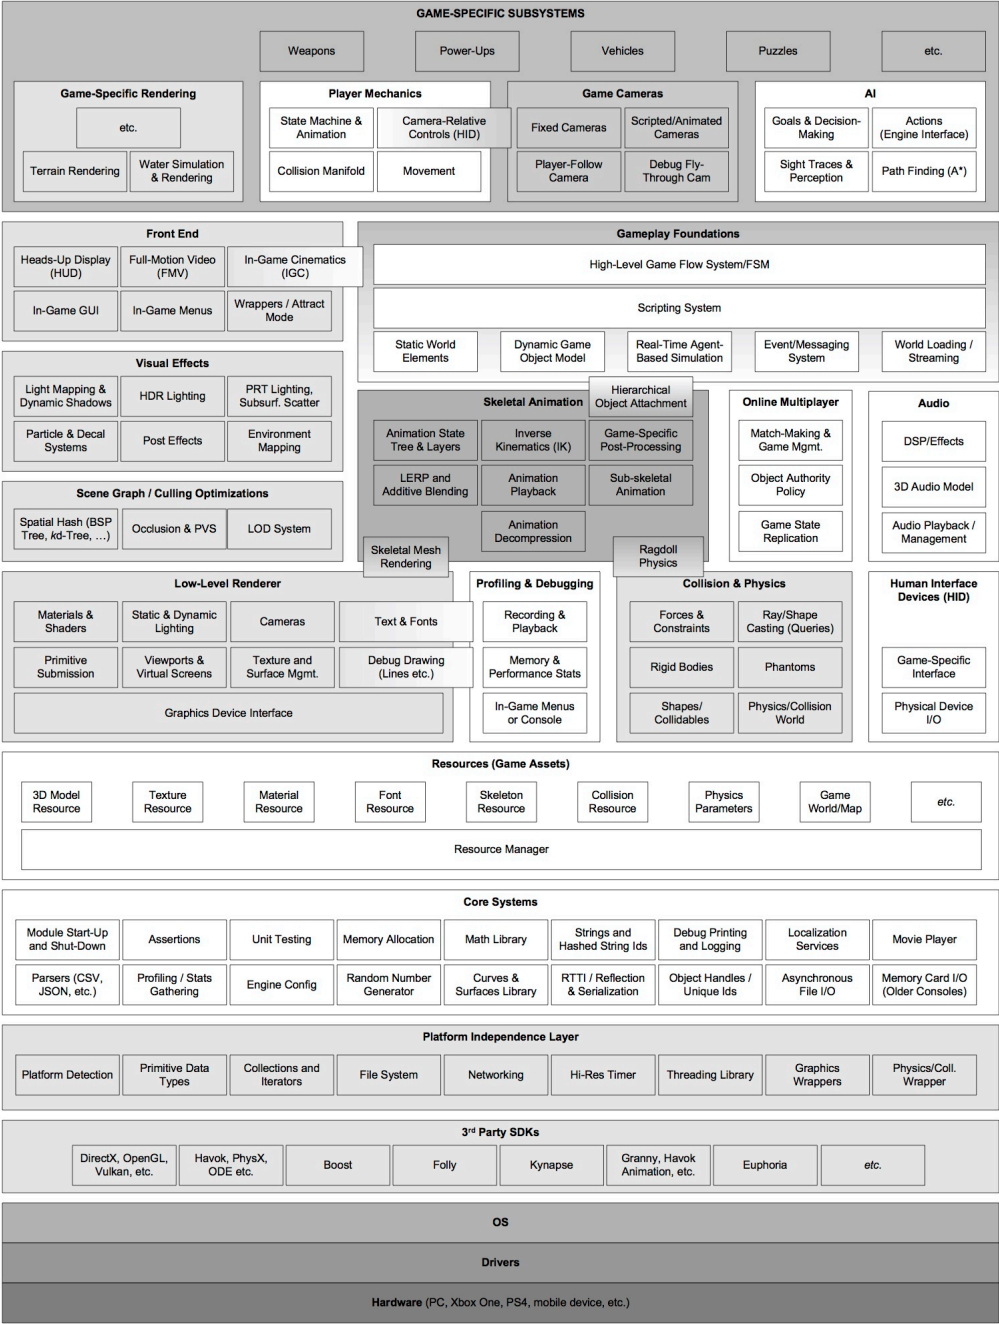 GAME-SPECIFIC SUBSYSTEMS
Weapons
Power-Ups
Vehicles
Puzzles
etc.
Game-Specific Rendering
etc.
Terrain Rendering
Water Simulation
& Rendering
Player Mechanics
State Machine &
Animation
Camera-Relative
Controls (HID)
Collision Manifold
Movement
Game Cameras
Fixed Cameras
Scripted/Animated
Cameras
Player-Follow
Camera
Debug Fly-
Through Cam
AI
Goals & Decision-
Making
Actions
(Engine Interface)
Sight Traces &
Perception
Path Finding (A*)
Front End
Heads-Up Display
(HUD)
Full-Motion Video
(FMV)
In-Game Cinematics
(IGC)
In-Game GUI
In-Game Menus
Wrappers / Attract
Mode
Gameplay Foundations
High-Level Game Flow System/FSM
Scripting System
Static World
Elements
Dynamic Game
Object Model
Real-Time Agent-
Based Simulation
Event/Messaging
System
World Loading /
Streaming
Visual Effects
Light Mapping &
Dynamic Shadows
HDR Lighting
PRT Lighting,
Subsurf. Scatter
Particle & Decal
Systems
Post Effects
Environment
Mapping
Skeletal Animation
Hierarchical
Object Attachment
Animation State
Tree & Layers
Inverse
Kinematics (IK)
Game-Specific
Post-Processing
LERP and
Additive Blending
Animation
Playback
Sub-skeletal
Animation
Animation
Decompression
Skeletal Mesh
Rendering
Ragdoll
Physics
Online Multiplayer
Match-Making &
Game Mgmt.
Object Authority
Policy
Game State
Replication
Audio
DSP/Effects
3D Audio Model
Audio Playback /
Management
Scene Graph / Culling Optimizations
Spatial Hash (BSP
Tree, kd-Tree, …)
Occlusion & PVS
LOD System
Low-Level Renderer
Materials &
Shaders
Static & Dynamic
Lighting
Cameras
Text & Fonts
Primitive
Submission
Viewports &
Virtual Screens
Texture and
Surface Mgmt.
Debug Drawing
(Lines etc.)
Graphics Device Interface
Profiling & Debugging
Recording &
Playback
Memory &
Performance Stats
In-Game Menus
or Console
Collision & Physics
Forces &
Constraints
Ray/Shape
Casting (Queries)
Rigid Bodies
Phantoms
Shapes/
Collidables
Physics/Collision
World
Human Interface
Devices (HID)
Game-Specific
Interface
Physical Device
I/O
Resources (Game Assets)
3D Model
Resource
Texture
Resource
Material
Resource
Font
Resource
Skeleton
Resource
Collision
Resource
Physics
Parameters
Game
World/Map
etc.
Resource Manager
Core Systems
Module Start-Up
and Shut-Down
Assertions
Unit Testing
Memory Allocation
Math Library
Strings and
Hashed String Ids
Debug Printing
and Logging
Localization
Services
Movie Player
Parsers (CSV,
JSON, etc.)
Profiling / Stats
Gathering
Engine Config
Random Number
Generator
Curves &
Surfaces Library
RTTI / Reflection
& Serialization
Object Handles /
Unique Ids
Asynchronous
File I/O
Memory Card I/O
(Older Consoles)
Platform Independence Layer
Platform Detection
Primitive Data
Types
Collections and
Iterators
File System
Networking
Hi-Res Timer
Threading Library
Graphics
Wrappers
Physics/Coll.
Wrapper
3rd Party SDKs
DirectX, OpenGL,
Vulkan, etc.
Havok, PhysX,
ODE etc.
Boost
Folly
Kynapse
Granny, Havok
Animation, etc.
Euphoria
etc.
OS
Drivers
Hardware (PC, Xbox One, PS4, mobile device, etc.)